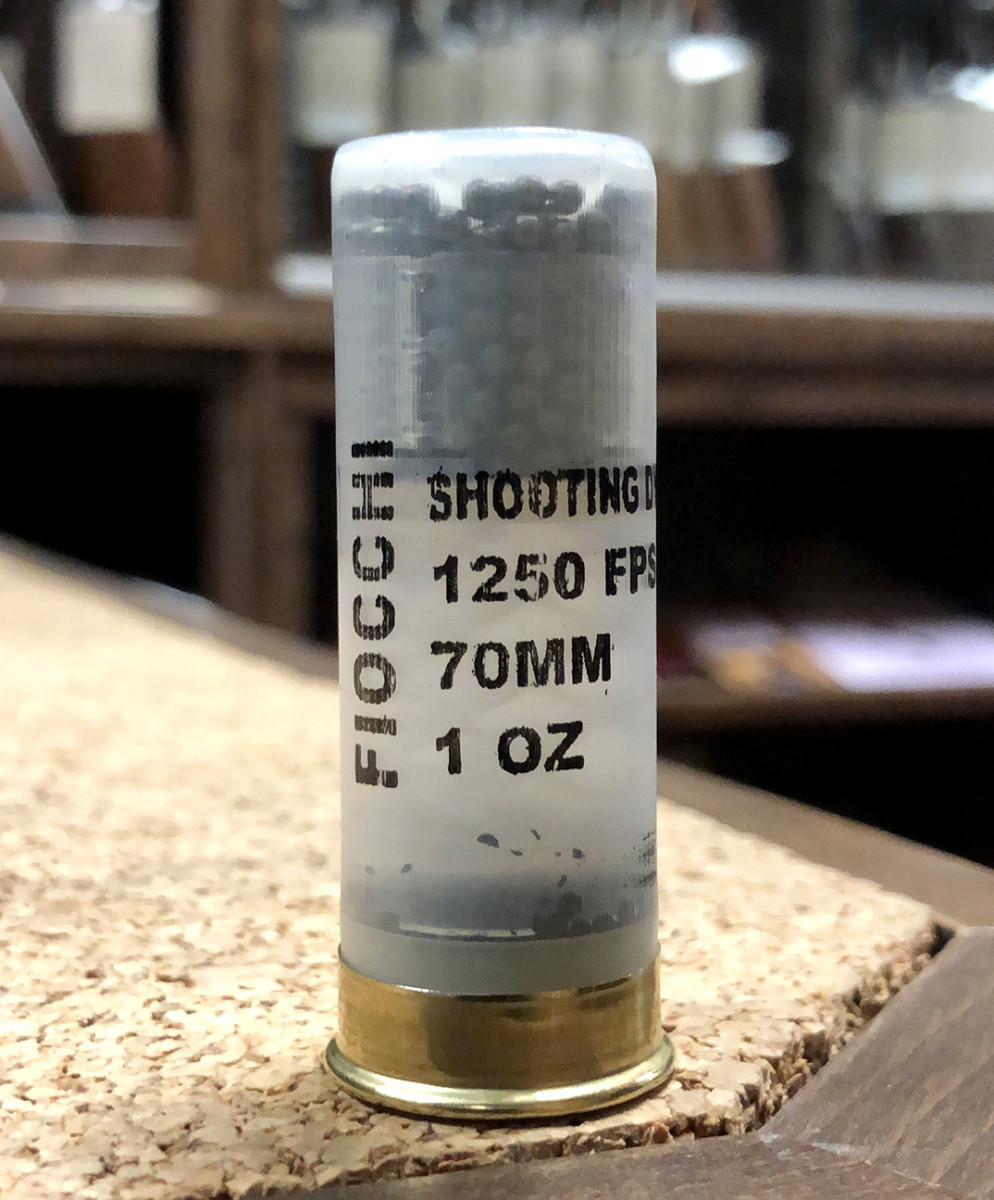 FIOCCHI
SHOOTING
1250 FPS
70MM
1 OZ